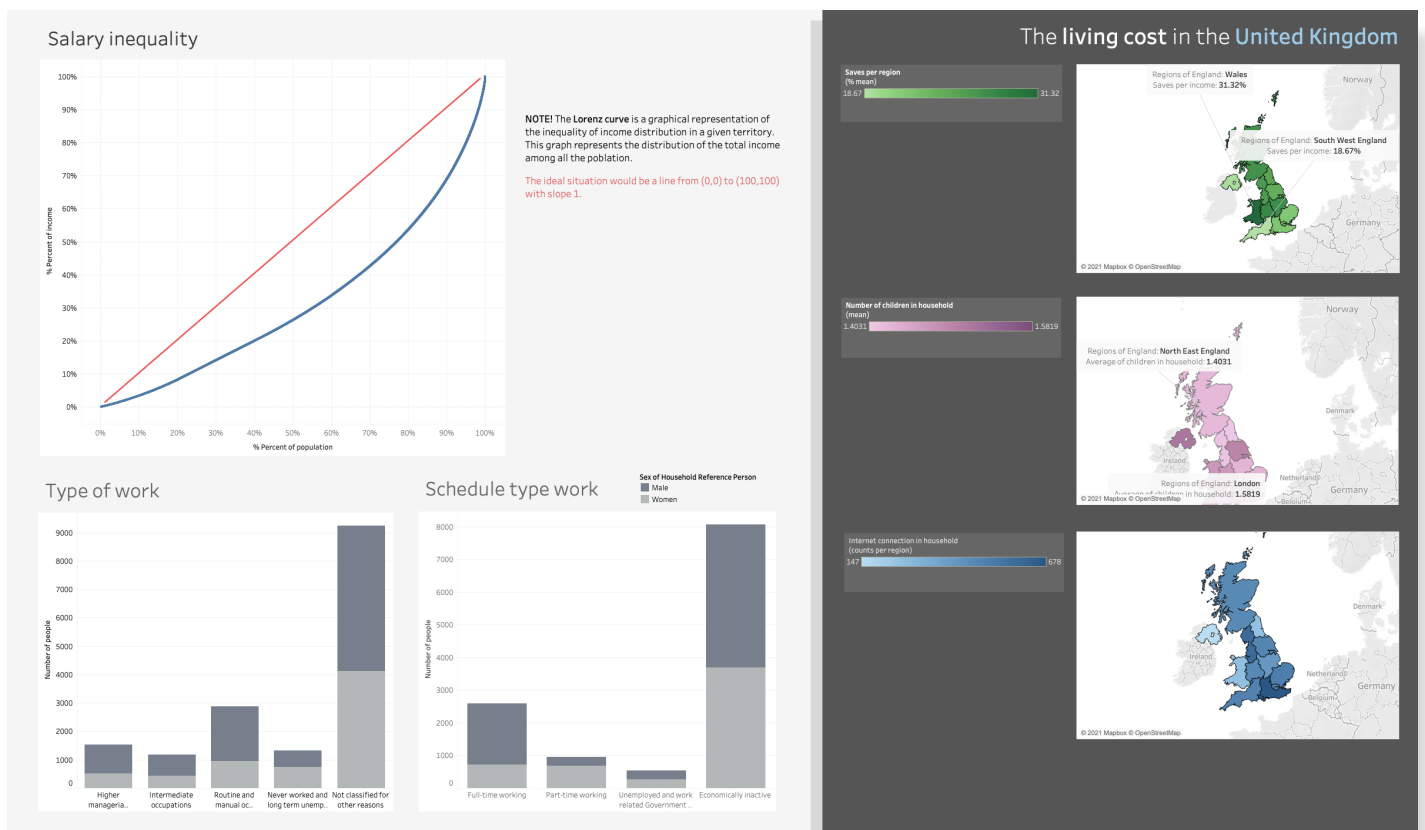 Salary inequality
100%
90%
80%
70%
60%
50%
40%
30%
20%
10%
0%
% Percent of income
0% 10% 20% 30% 40% 50% 60% 70% 80% 90% 100%
% Percent of population
NOTE! The Lorenz curve is a graphical representation of
the inequality of income distribution in a given territory.
This graph represents the distribution of the total income
among all the poblation.
The ideal situation would be a line from (0,0) to (100,100)
with slope 1.
Type of work
9000
8000
7000
6000
5000
4000
3000
2000
1000
0
Number of people
Higher
manageria..
Intermediate
occupations
Routine and
manual oc..
Never worked and
long term unemp..
Not classified for
other reasons
Schedule type work
Sex of Household Reference Person
Male
Women
8000
7000
6000
5000
4000
3000
2000
1000
0
Number of people
Full-time working
Part-time working
Unemployed and work
related Government ..
Economically inactive
The living cost in the United Kingdom
Saves per region
(% mean)
18.67 31.32
Regions of England: Wales
Saves per income: 31.32%
Norway
Regions of England: South West England
Saves per income: 18.67%
Germany
© 2021 Mapbox © OpenStreetMap
Number of children in household
(mean)
1.4031 1.5819
Norway
Regions of England: North East England
Average of children in household: 1.4031
Denmark
Ireland
Netherlands
Regions of England: London
Average of children in household: 1.5819
Germany
Belgium
© 2021 Mapbox © OpenStreetMap
Internet connection in household
(counts per region)
147 678
Denmark
Ireland
Netherlands
Germany
Belgium
© 2021 Mapbox © OpenStreetMap